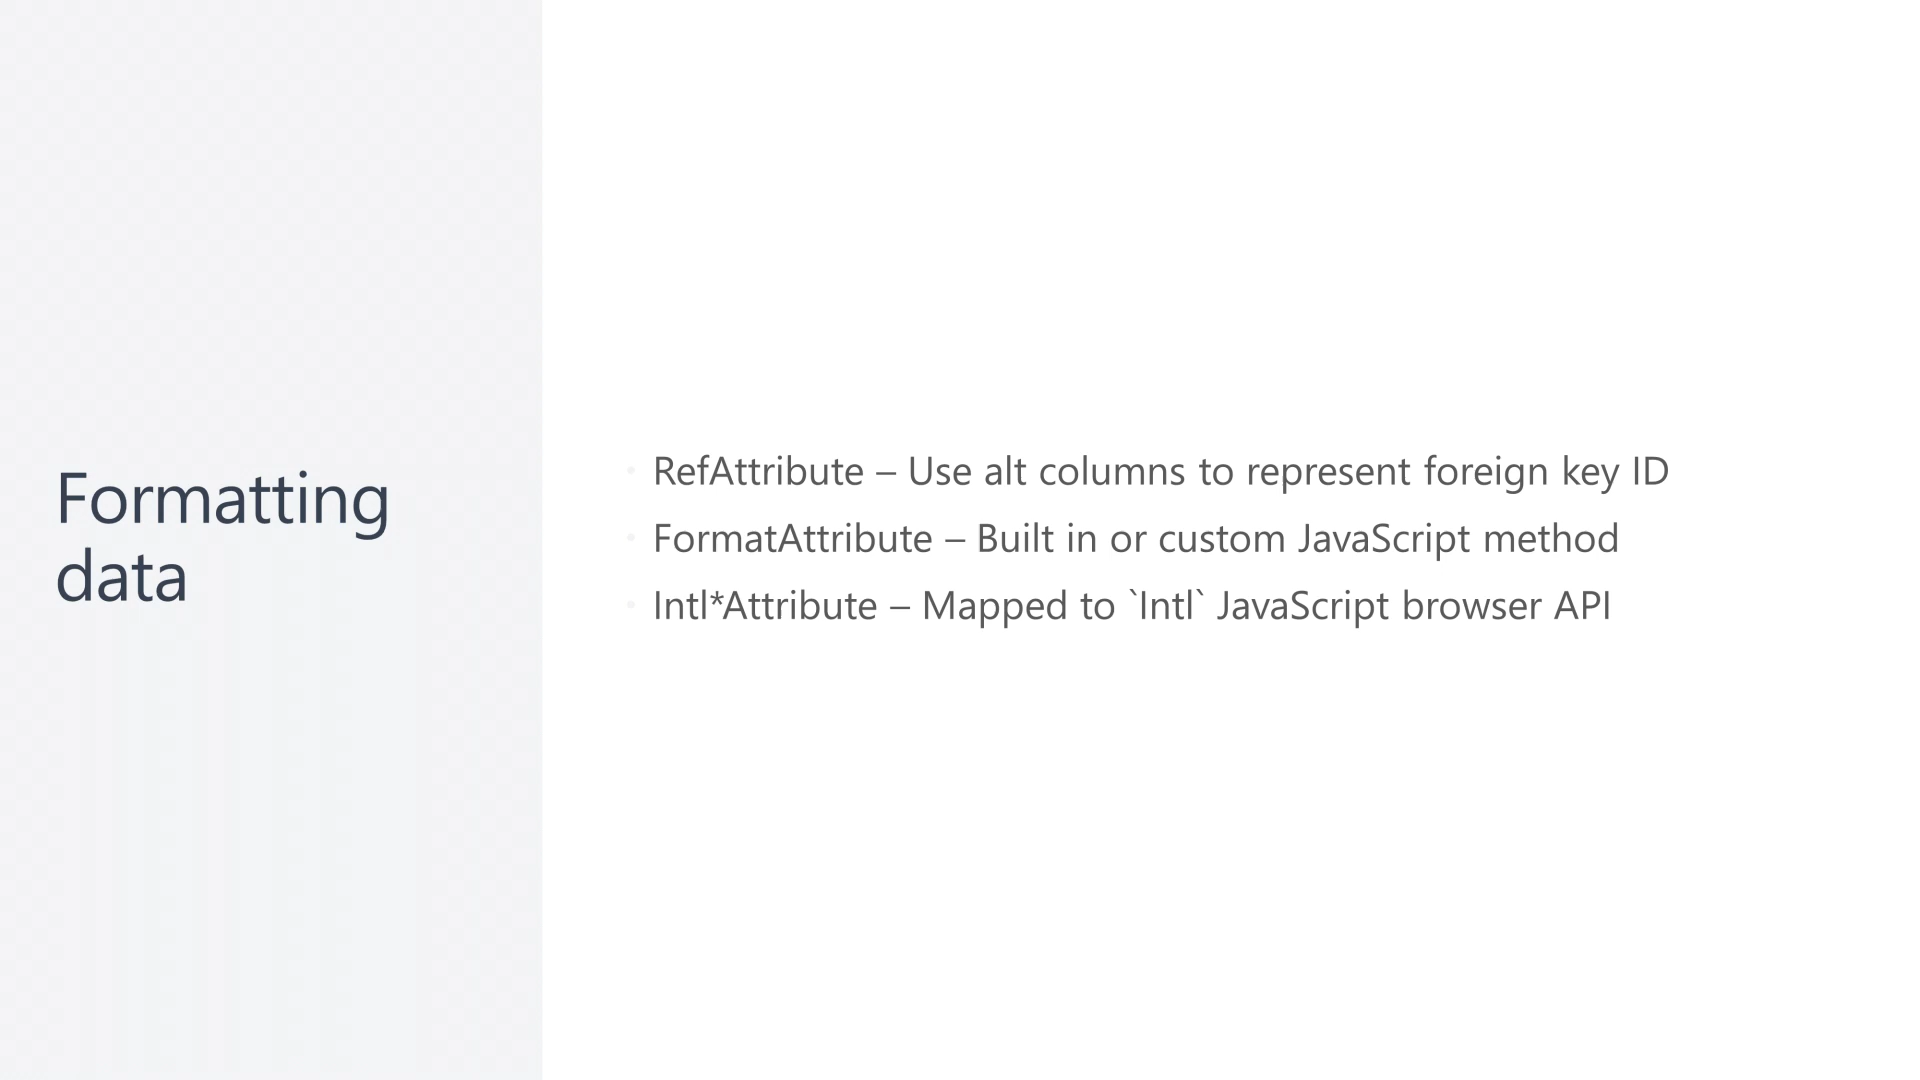 Formatting
data
RefAttribute – Use alt columns to represent foreign key ID
FormatAttribute – Built in or custom JavaScript method
Intl*Attribute – Mapped to `Intl` JavaScript browser API